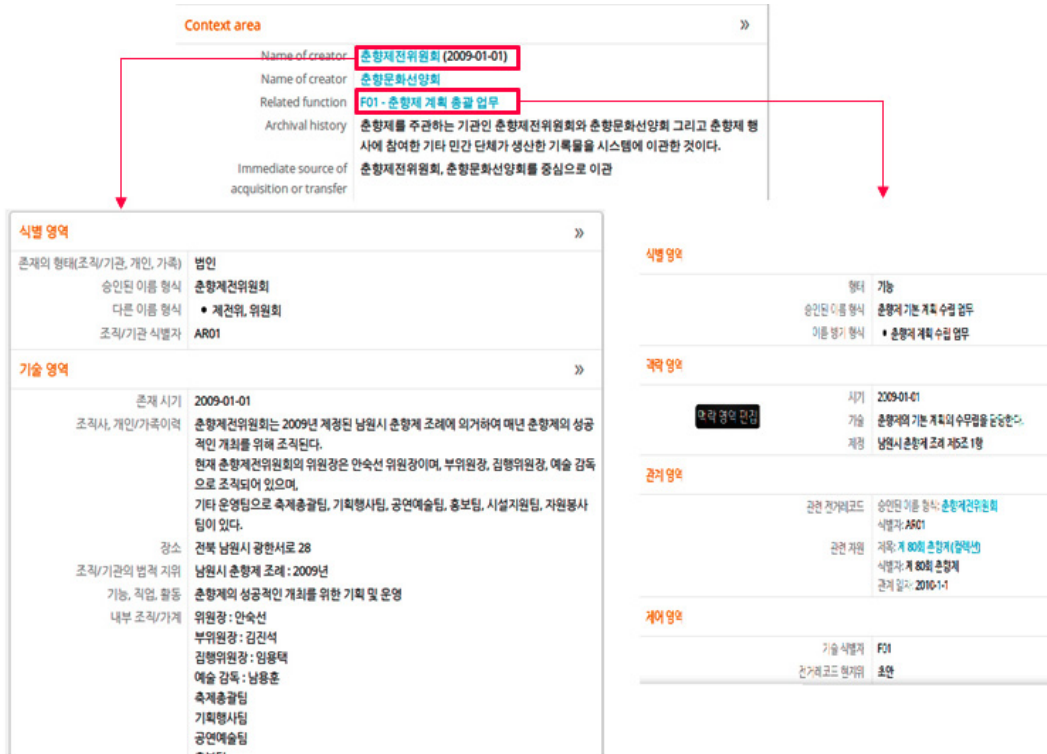 Context area »
Name of creator 춘향제전위원회 (2009-01-01)
Name of creator 춘향문화선양회
Related function F01 - 춘향제 계획 총괄 업무
Archival history 춘향제를 주관하는 기관인 춘향제전위원회와 춘향문화선양회 그리고 춘향제 행
사에 참여한 기타 민간 단체가 생산한 기록물을 시스템에 이관한 것이다.
Immediate source of 춘향제전위원회, 춘향문화선양회를 중심으로 이관
acquisition or transfer
식별 영역 »
존재의 형태(조직/기관, 개인, 가족) 법인
승인된 이름 형식 춘향제전위원회
다른 이름 형식 • 제전위, 위원회
조직/기관 식별자 AR01
기술 영역 »
존재 시기 2009-01-01
조직사, 개인/가족이력 춘향제전위원회는 2009년 제정된 남원시 춘향제 조례에 의거하여 매년 춘향제의 성공
적인 개최를 위해 조직된다.
현재 춘향제전위원회의 위원장은 안숙선 위원장이며, 부위원장, 집행위원장, 예술 감독
으로 조직되어 있으며,
기타 운영팀으로 축제총괄팀, 기획행사팀, 공연예술팀, 홍보팀, 시설지원팀, 자원봉사
팀이 있다.
장소 전북 남원시 광한서로 28
조직/기관의 법적 지위 남원시 춘향제 조례 : 2009년
기능, 직업, 활동 춘향제의 성공적인 개최를 위한 기획 및 운영
내부 조직/가계 위원장 : 안숙선
부위원장 : 김진석
집행위원장 : 임용택
예술 감독 : 남용훈
축제총괄팀
기획행사팀
공연예술팀
식별 영역
형태 기능
승인된 이름 형식 춘향제 기본 계획 수립 업무
이름 병기 형식 • 춘향제 계획 수립 업무
맥락 영역
시기 2009-01-01
맥락 영역 편집
기술 춘향제의 기본 계획의 수무립을 담당한다.
제정 남원시 춘향제 조례 제5조 1항
관계 영역
관련 전거레코드 승인된 이름 형식: 춘향제전위원회
식별자: AR01
관련 자원 제목: 제 80회 춘향제(컬렉션)
식별자: 제 80회 춘향제
관계 일자: 2010-1-1
제어 영역
기술 식별자 F01
전거레코드 현지위 초안